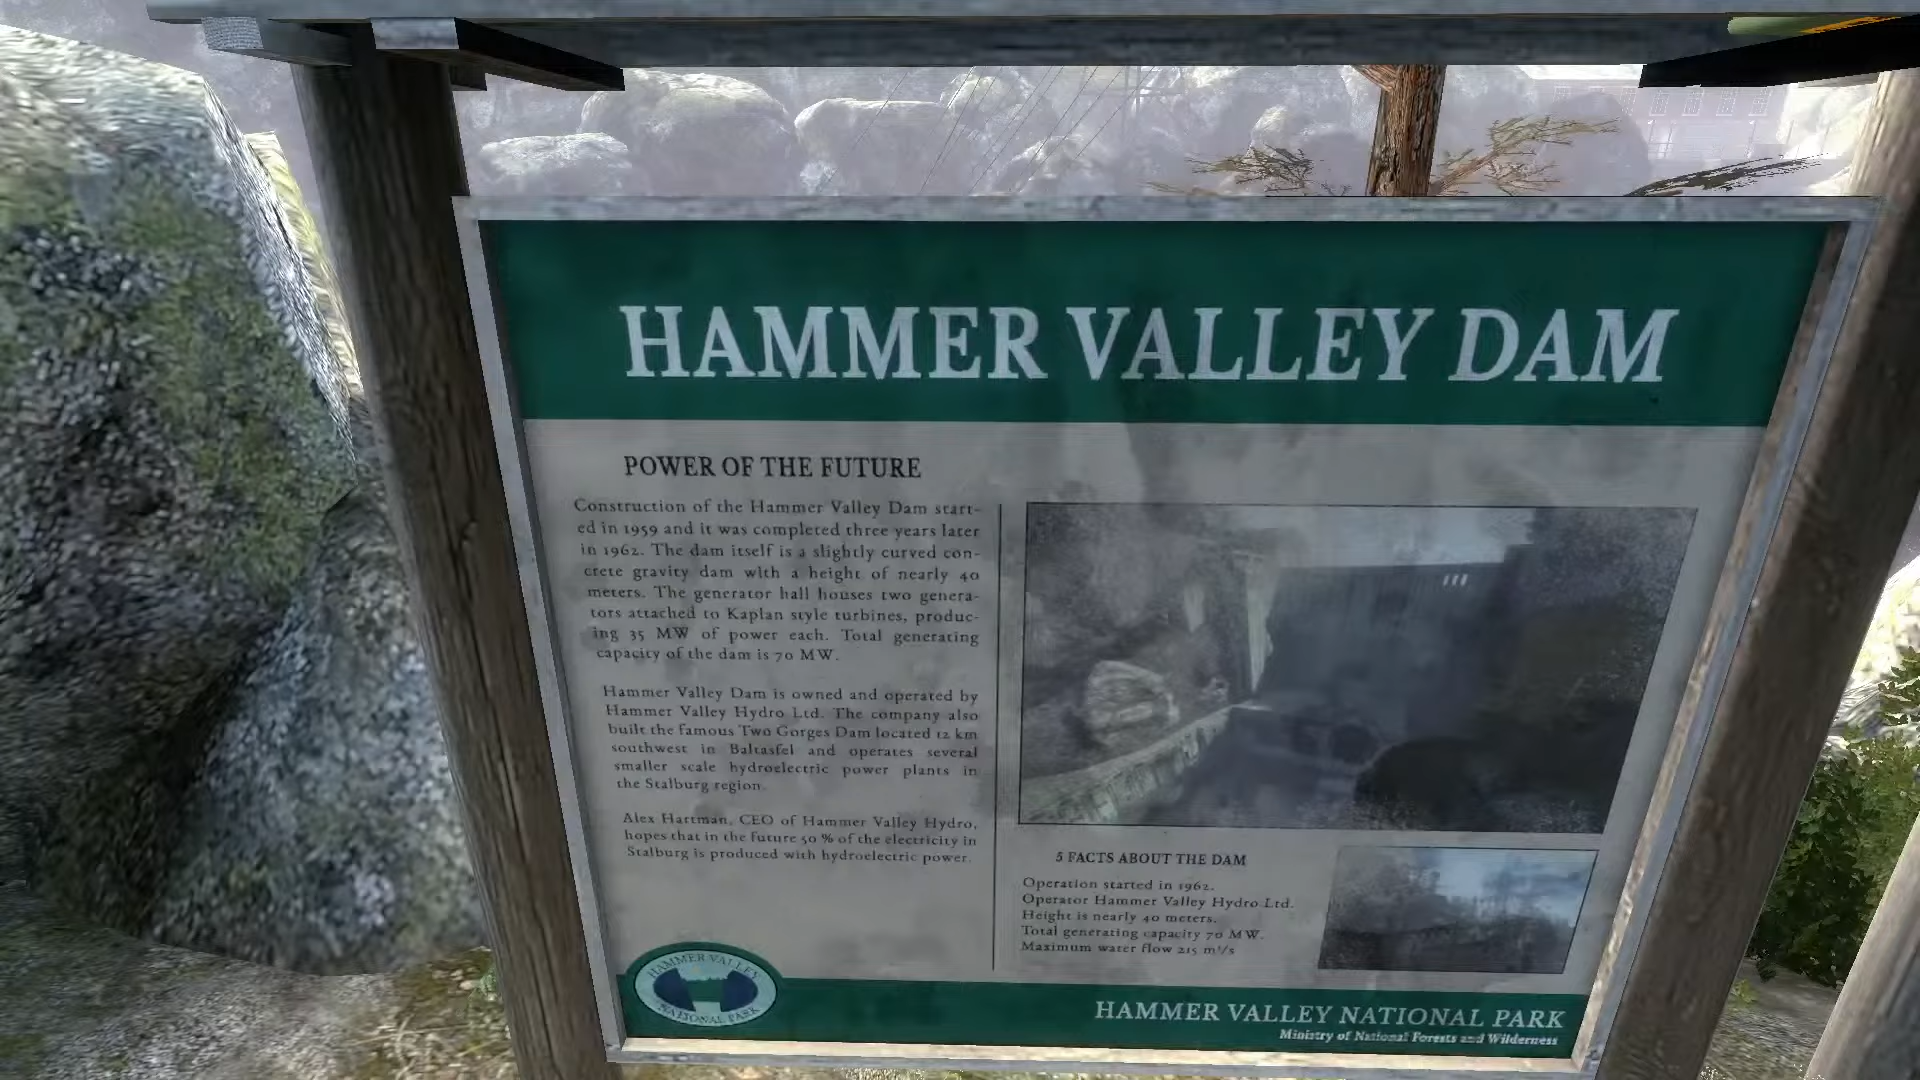 HAMMER VALLEY DAM
POWER OF THE FUTURE
Construction of the Hammer Valley Dam start-
ed in 1959 and it was completed three years later
in 1962. The dam itself is a slightly curved con-
crete gravity dam with a height of nearly 40
meters. The generator hall houses two genera-
tors attached to Kaplan style turbines, produc-
ing 35 MW of power each. Total generating
capacity of the dam is 70 MW.
Hammer Valley Dam is owned and operated by
Hammer Valley Hydro Ltd. The company also
built the famous Two Gorges Dam located 12 km
southwest in Baltasfel and operates several
smaller scale hydroelectric power plants in
the Stalburg region.
Alex Hartman, CEO of Hammer Valley Hydro,
hopes that in the future 50 % of the electricity in
Stalburg is produced with hydroelectric power.
5 FACTS ABOUT THE DAM
Operation started in 1962.
Operator Hammer Valley Hydro Ltd.
Height is nearly 40 meters.
Total generating capacity 70 MW.
Maximum water flow 215 m³/s
HAMMER VALLEY
NATIONAL PARK
HAMMER VALLEY NATIONAL PARK
Ministry of National Forests and Wilderness